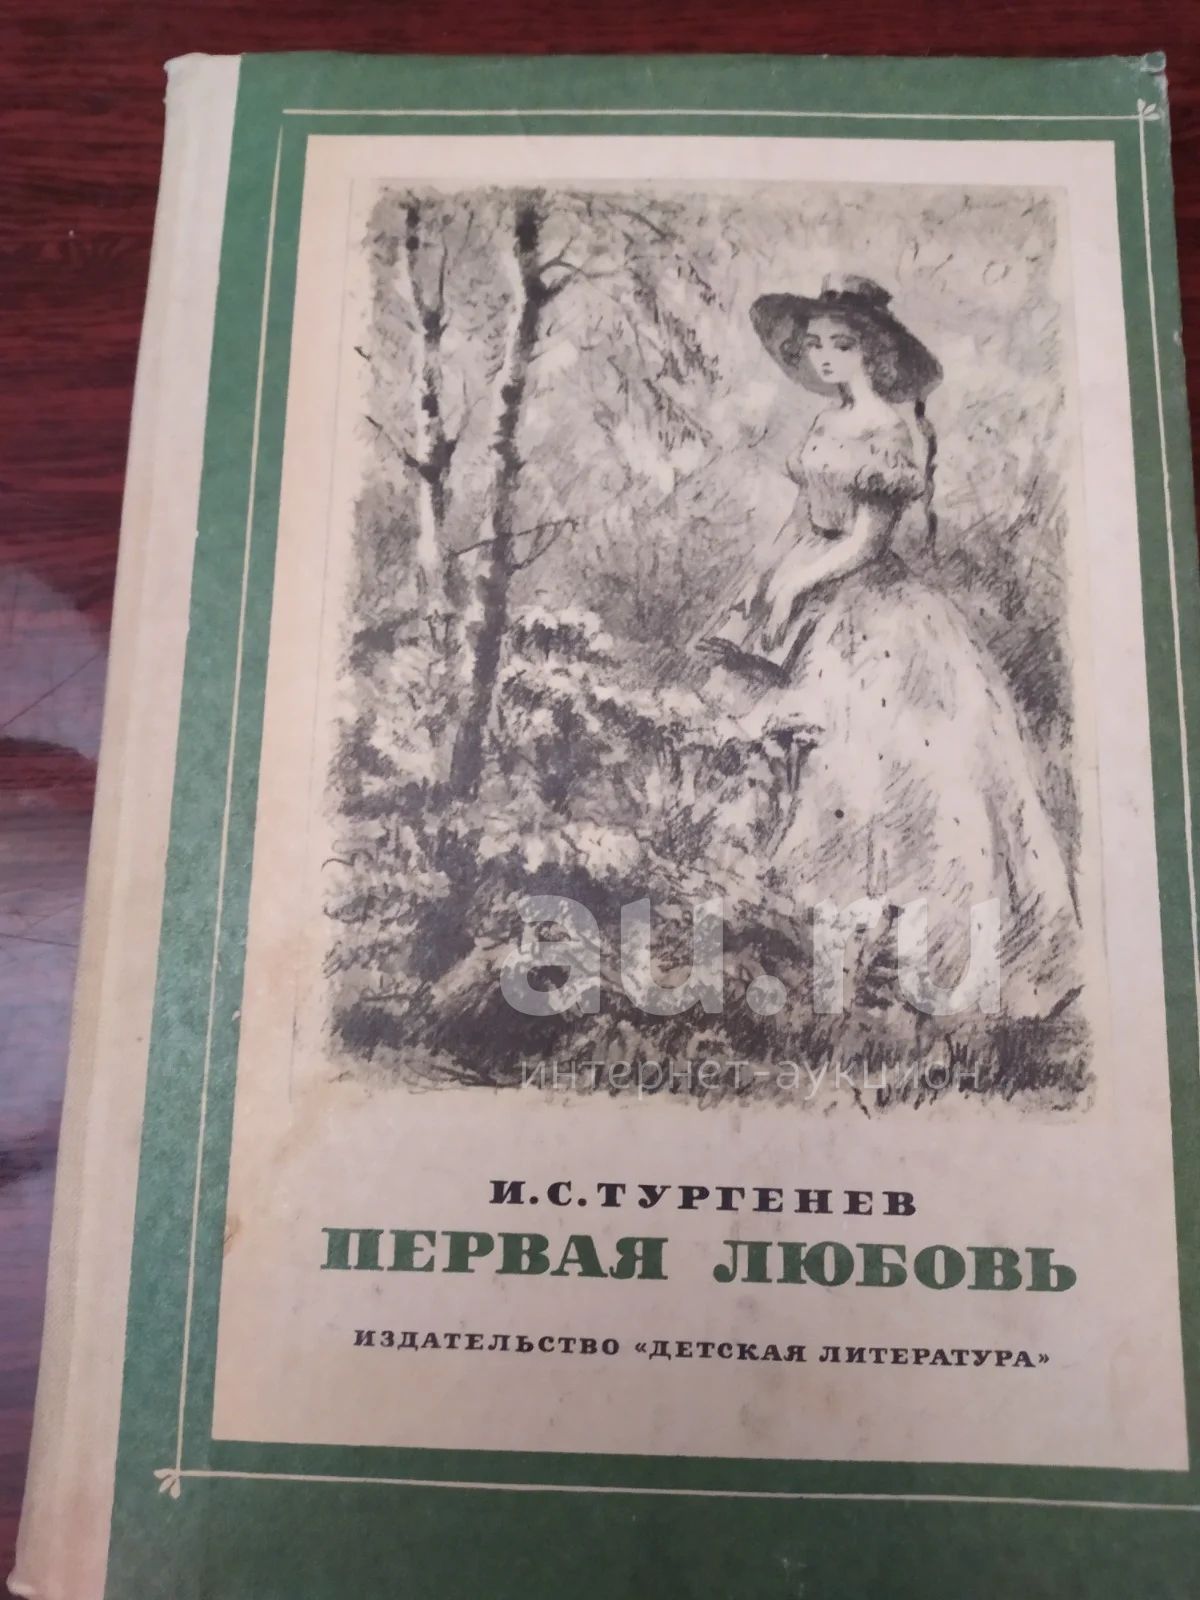 au.ru
интернет-аукцион
И.С.ТУРГЕНЕВ
ПЕРВАЯ ЛЮБОВЬ
ИЗДАТЕЛЬСТВО «ДЕТСКАЯ ЛИТЕРАТУРА»